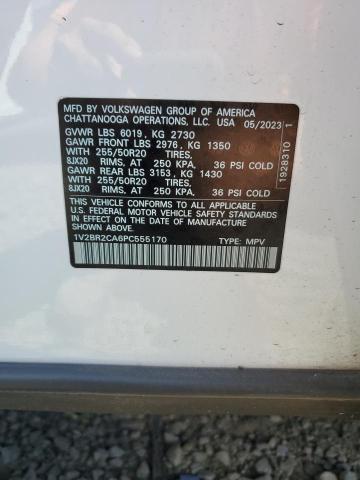 MFD BY VOLKSWAGEN GROUP OF AMERICA
CHATTANOOGA OPERATIONS, LLC. USA 05/2023
GVWR LBS 6019, KG 2730
GAWR FRONT LBS 2976, KG 1350
WITH 255/50R20 TIRES,
8JX20 RIMS, AT 250 KPA, 36 PSI COLD
GAWR REAR LBS 3153, KG 1430
WITH 255/50R20 TIRES,
8JX20 RIMS, AT 250 KPA, 36 PSI COLD
THIS VEHICLE CONFORMS TO ALL APPLICABLE
U.S. FEDERAL MOTOR VEHICLE SAFETY STANDARDS
IN EFFECT ON THE DATE OF MANUFACTURE
SHOWN ABOVE.
1V2BR2CA6PC555170 TYPE: MPV
1928310 1